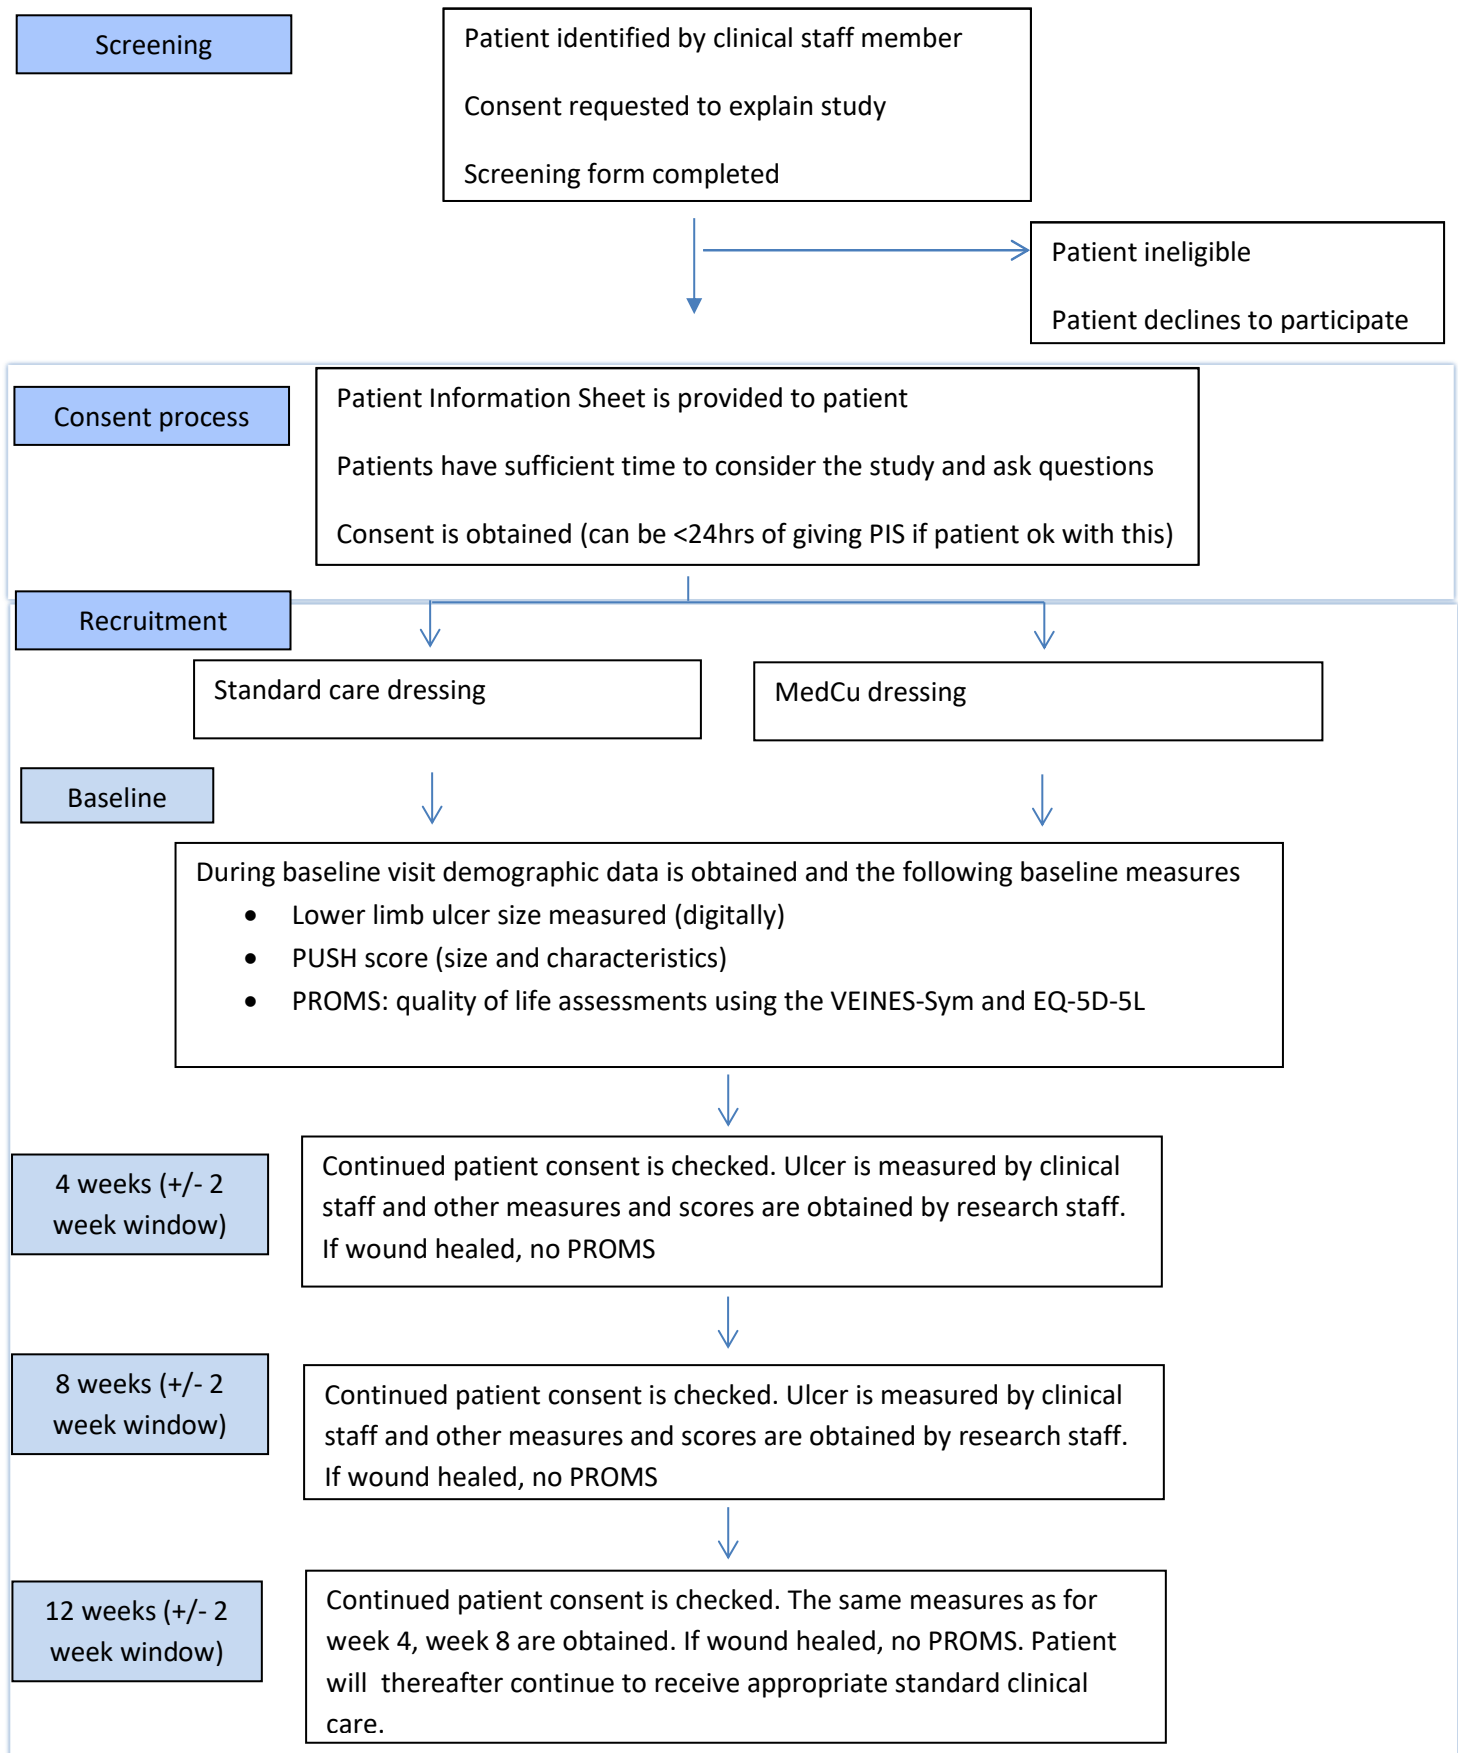 Screening
Patient identified by clinical staff member
Consent requested to explain study
Screening form completed
Patient ineligible
Patient declines to participate
Consent process
Patient Information Sheet is provided to patient
Patients have sufficient time to consider the study and ask questions
Consent is obtained (can be <24hrs of giving PIS if patient ok with this)
Recruitment
Standard care dressing
MedCu dressing
Baseline
During baseline visit demographic data is obtained and the following baseline measures
• Lower limb ulcer size measured (digitally)
• PUSH score (size and characteristics)
• PROMS: quality of life assessments using the VEINES-Sym and EQ-5D-5L
4 weeks (+/- 2
week window)
Continued patient consent is checked. Ulcer is measured by clinical
staff and other measures and scores are obtained by research staff.
If wound healed, no PROMS
8 weeks (+/- 2
week window)
Continued patient consent is checked. Ulcer is measured by clinical
staff and other measures and scores are obtained by research staff.
If wound healed, no PROMS
12 weeks (+/- 2
week window)
Continued patient consent is checked. The same measures as for
week 4, week 8 are obtained. If wound healed, no PROMS. Patient
will  thereafter continue to receive appropriate standard clinical
care.